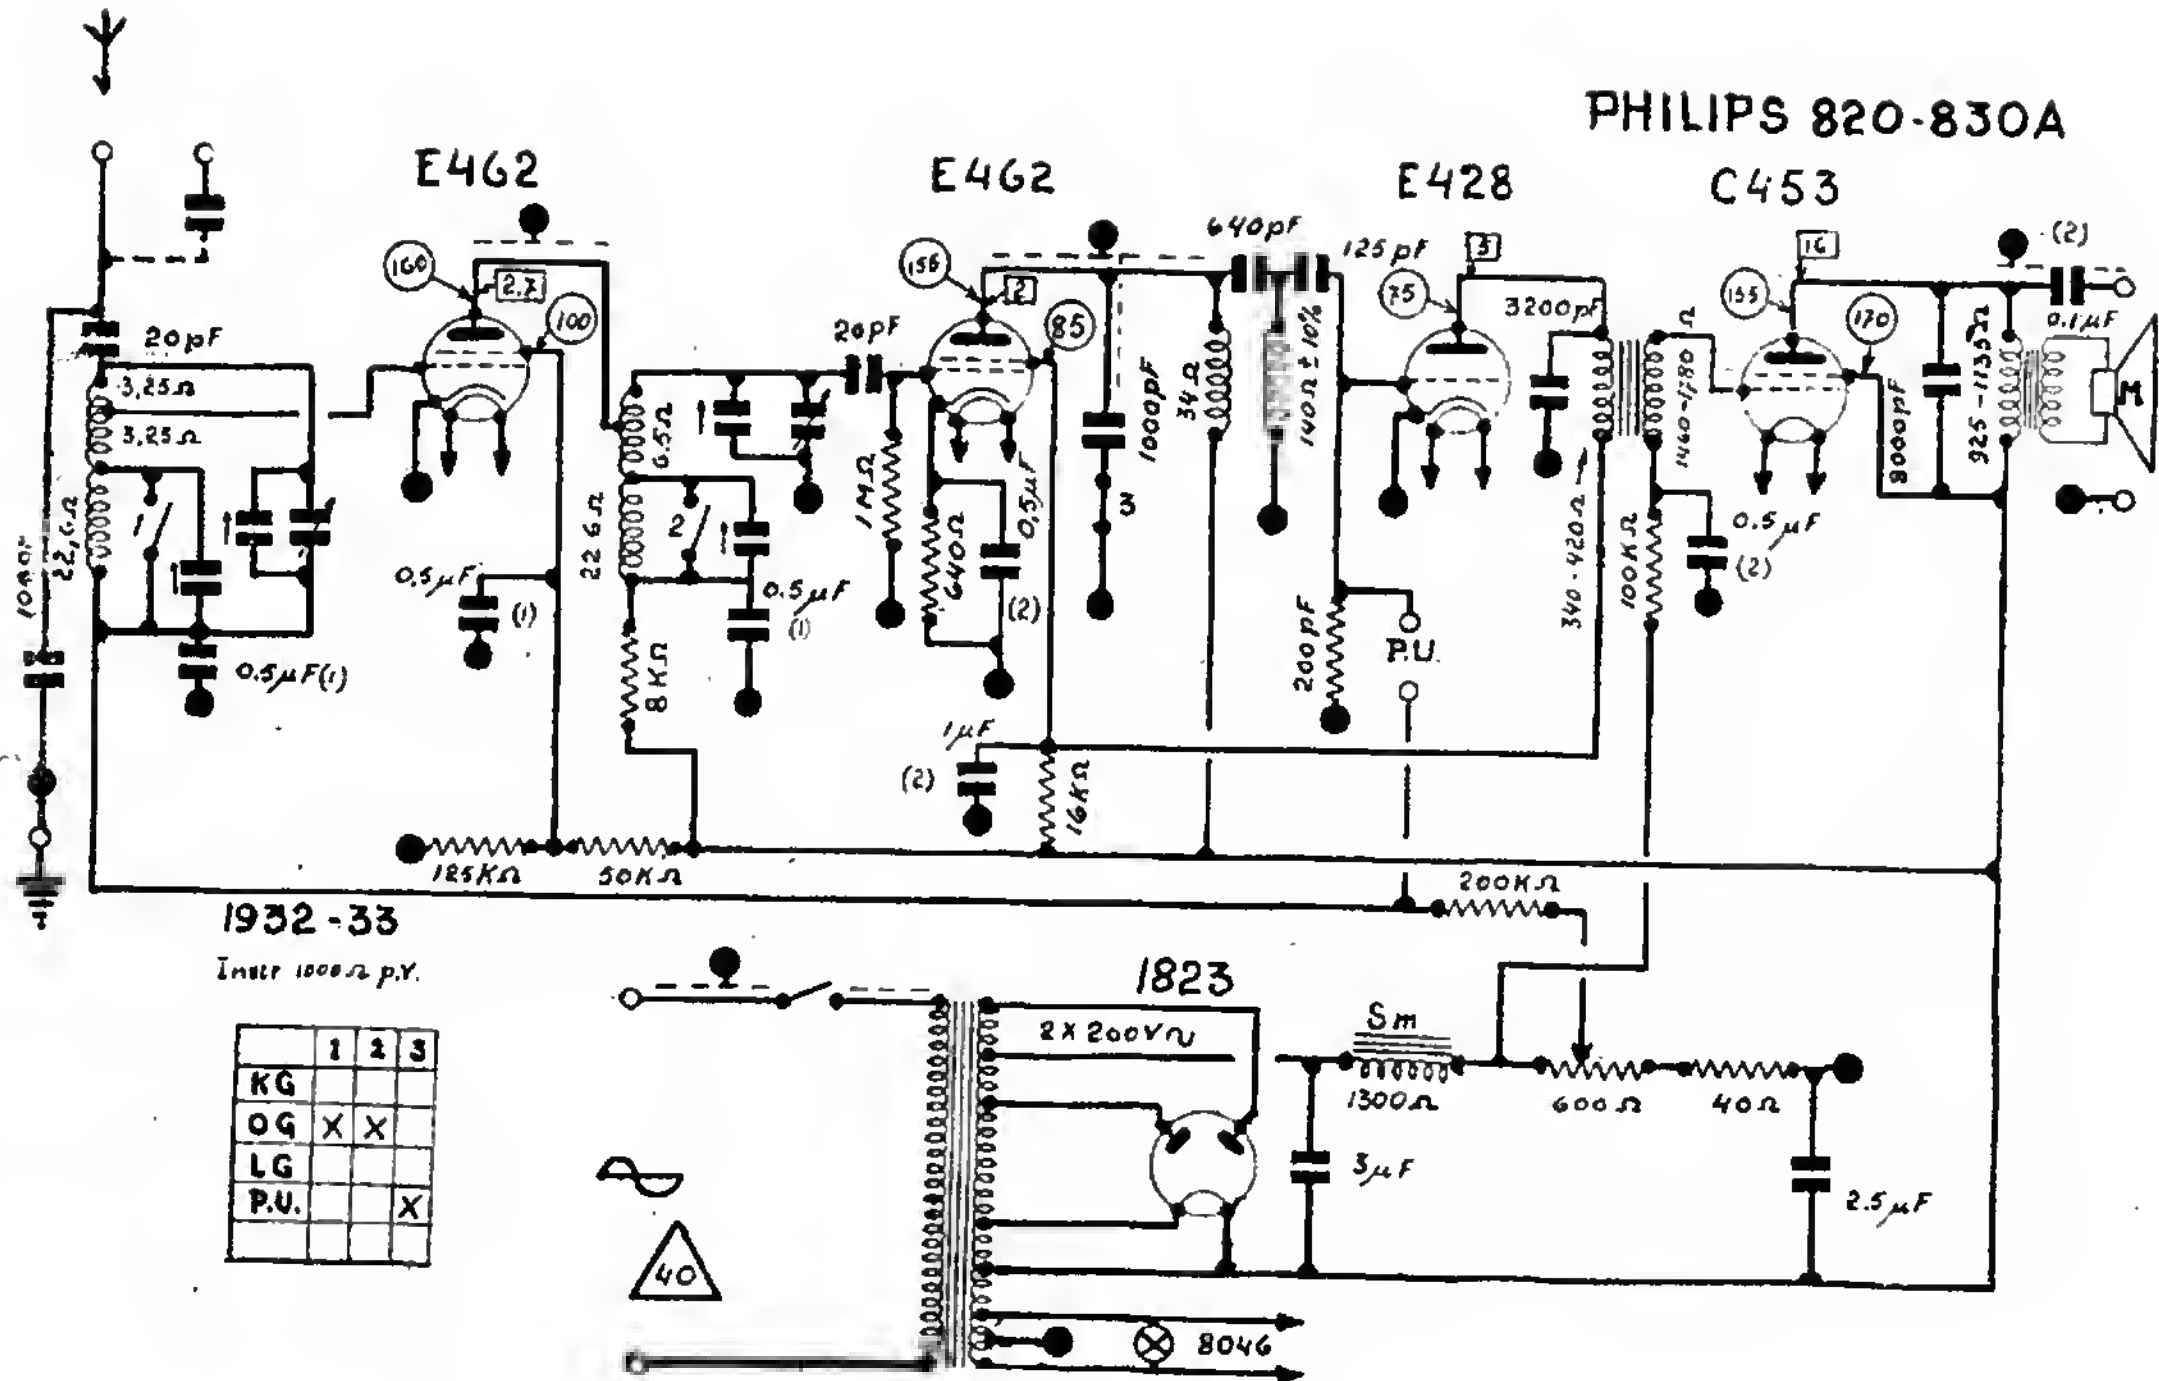 PHILIPS 820-830A
E462
E462
E428
C453
160
2.7
100
155
2
85
640pF
125pF
3
75
3200pF
16
155
170
(2)
0.1µF
20pF
3,25Ω
3,25Ω
22,6Ω
1
0.5µF(1)
0.5µF
(1)
6.5Ω
22 6Ω
2
0.5µF
(1)
8KΩ
20pF
1MΩ
640Ω
0,5µF
(2)
1000pF
3
34Ω
140Ω ± 10%
200pF
P.U.
340-420Ω
1460-1780Ω
100KΩ
0.5µF
(2)
8000pF
925-1135Ω
M
1µF
(2)
16KΩ
125KΩ
50KΩ
200KΩ
1932-33
1000Ω p.V.
1 2 3
KG
OG X X
LG
P.U. X
40
1823
2X200V∿
Sm
1300Ω
600Ω
40Ω
3µF
2.5µF
8046